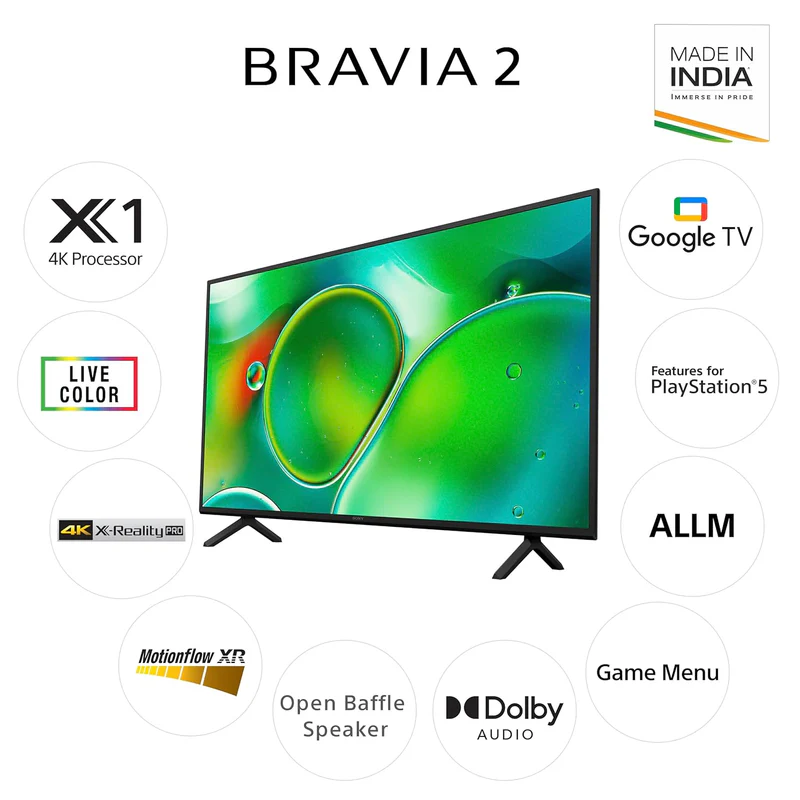 BRAVIA 2
MADE IN
INDIA
IMMERSE IN PRIDE
X1
4K Processor
Google TV
LIVE
COLOR
Features for
PlayStation®5
4K X-Reality PRO
ALLM
Motionflow XR
Game Menu
Open Baffle
Speaker
Dolby
AUDIO